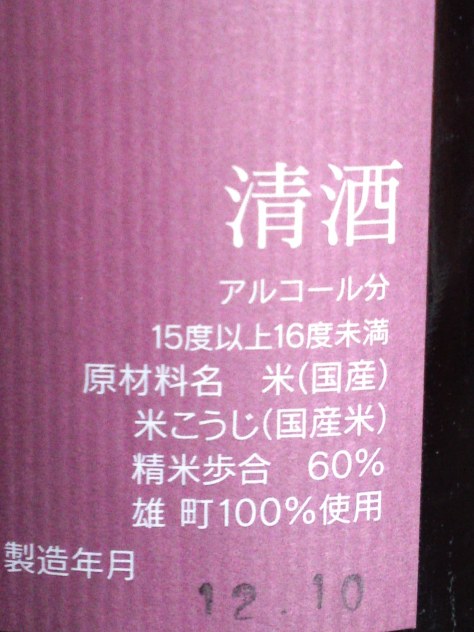 清酒
アルコール分
15度以上16度未満
原材料名 米(国産)
米こうじ(国産米)
精米歩合 60%
雄町100%使用
製造年月
12.10